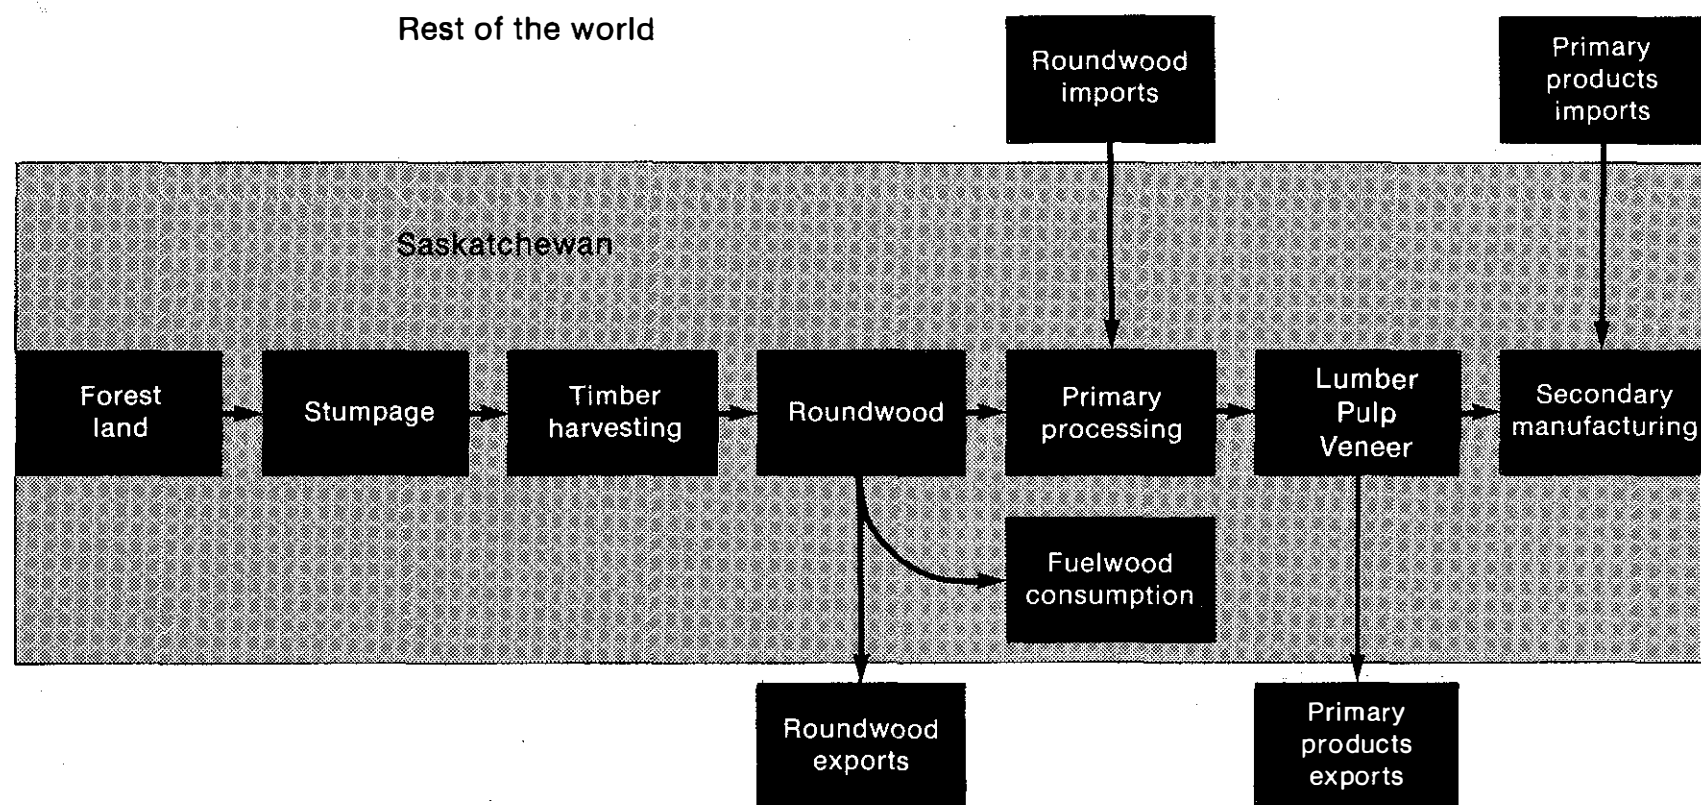 Rest of the world
Roundwood
imports
Primary
products
imports
Saskatchewan
Forest
land
Stumpage
Timber
harvesting
Roundwood
Primary
processing
Lumber
Pulp
Veneer
Secondary
manufacturing
Fuelwood
consumption
Roundwood
exports
Primary
products
exports